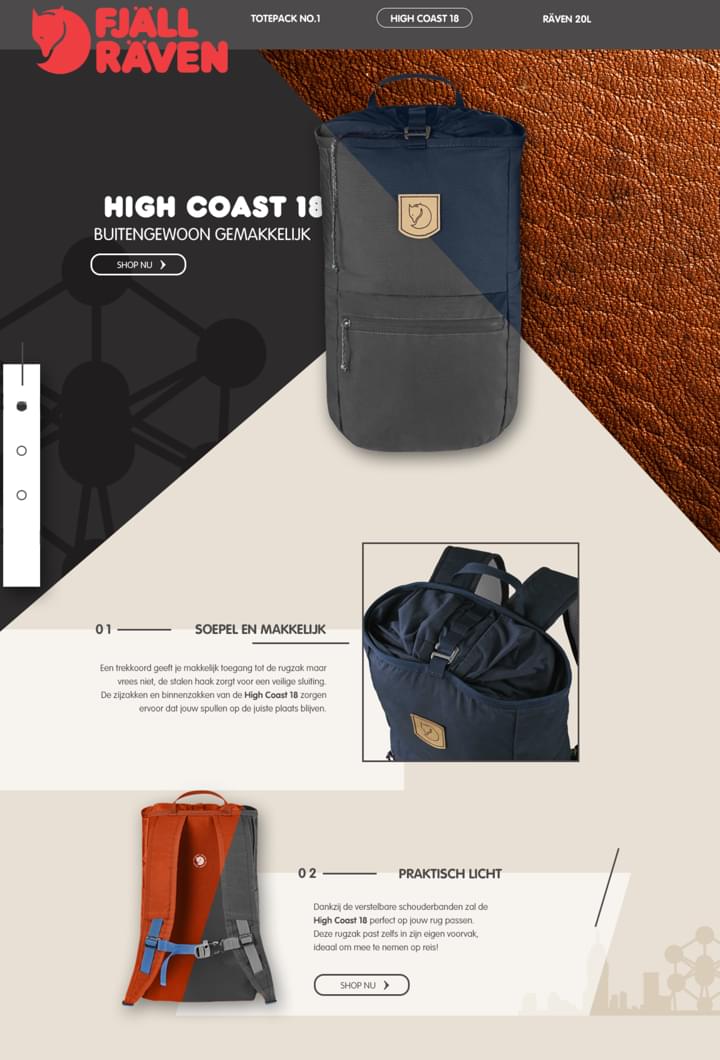 FJÄLL
RÄVEN
TOTEPACK NO.1
HIGH COAST 18
RÄVEN 20L
HIGH COAST 18
BUITENGEWOON GEMAKKELIJK
SHOP NU
01
SOEPEL EN MAKKELIJK
Een trekkoord geeft je makkelijk toegang tot de rugzak maar
vrees niet, de stalen haak zorgt voor een veilige sluiting.
De zijzakken en binnenzakken van de High Coast 18 zorgen
ervoor dat jouw spullen op de juiste plaats blijven.
02
PRAKTISCH LICHT
Dankzij de verstelbare schouderbanden zal de
High Coast 18 perfect op jouw rug passen.
Deze rugzak past zelfs in zijn eigen voorvak,
ideaal om mee te nemen op reis!
SHOP NU